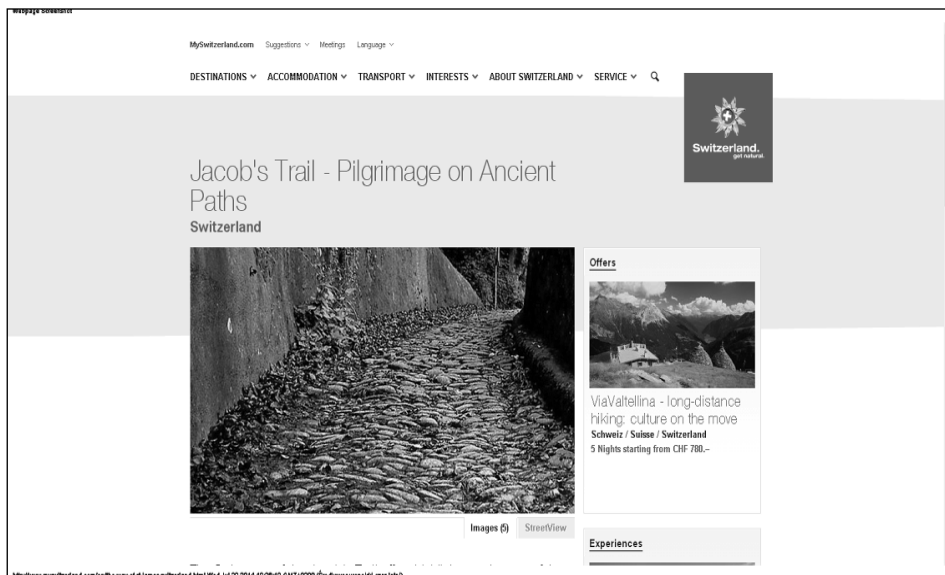 Webpage Screenshot
MySwitzerland.com Suggestions Meetings Language
DESTINATIONS ACCOMMODATION TRANSPORT INTERESTS ABOUT SWITZERLAND SERVICE
Switzerland.
get natural.
Jacob's Trail - Pilgrimage on Ancient
Paths
Switzerland
Offers
ViaValtellina - long-distance
hiking: culture on the move
Schweiz / Suisse / Switzerland
5 Nights starting from CHF 780.–
Images (5) StreetView
Experiences